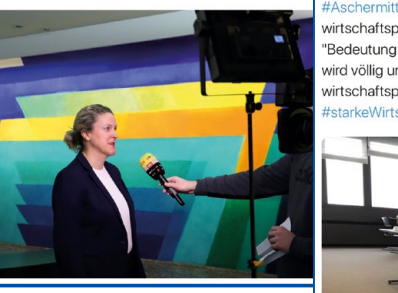 #Aschermitt
wirtschaftsp
"Bedeutung
wird völlig u
wirtschaftsp
#starkeWirts